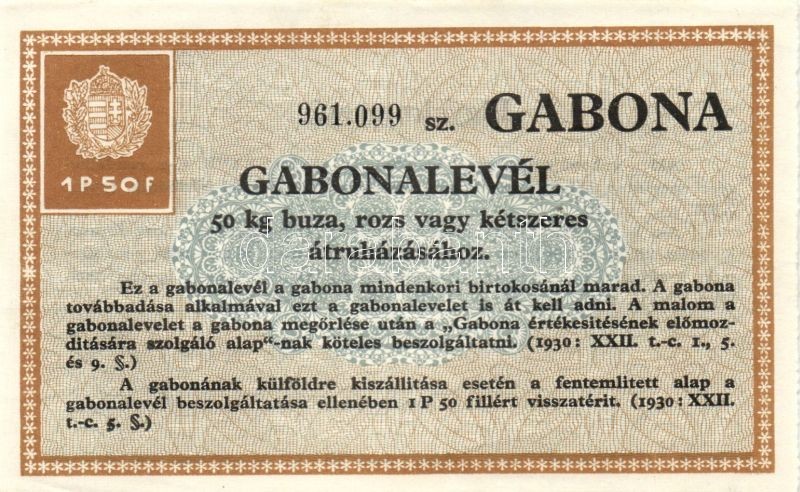 961.099 sz. GABONA
1 P 50 F
GABONALEVÉL
50 kg buza, rozs vagy kétszeres
átruházásához.
Ez a gabonalevél a gabona mindenkori birtokosánál marad. A gabona
továbbadása alkalmával ezt a gabonalevelet is át kell adni. A malom a
gabonalevelet a gabona megőrlése után a „Gabona értékesitésének előmoz-
ditására szolgáló alap“-nak köteles beszolgáltatni. (1930: XXII. t.-c. 1., 5.
és 9. §.)
A gabonának külföldre kiszállitása esetén a fentemlitett alap a
gabonalevél beszolgáltatása ellenében 1 P 50 fillért visszatérit. (1930: XXII.
t.-c. 5. §.)